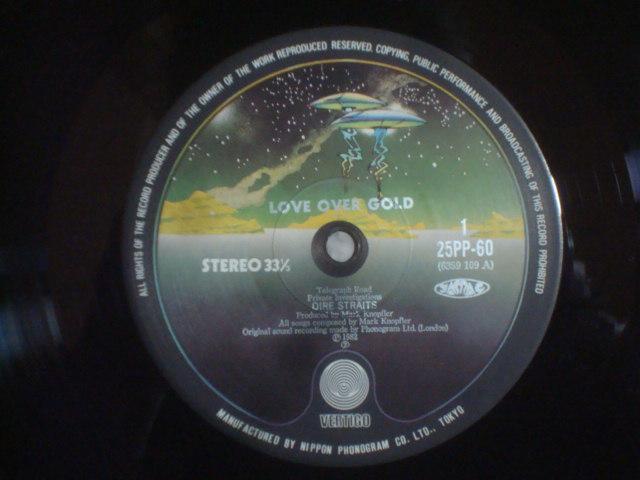 ALL RIGHTS OF THE RECORD PRODUCER AND OF THE OWNER OF THE WORK REPRODUCED RESERVED. COPYING, PUBLIC PERFORMANCE AND BROADCASTING OF THIS RECORD PROHIBITED
LOVE OVER GOLD
1
STEREO 33⅓
25PP-60
(6359 109 A)
Telegraph Road
Private Investigations
DIRE STRAITS
Produced by Mark Knopfler
All songs composed by Mark Knopfler
Original sound recording made by Phonogram Ltd. (London)
Ⓟ 1982
VERTIGO
MANUFACTURED BY NIPPON PHONOGRAM CO. LTD., TOKYO